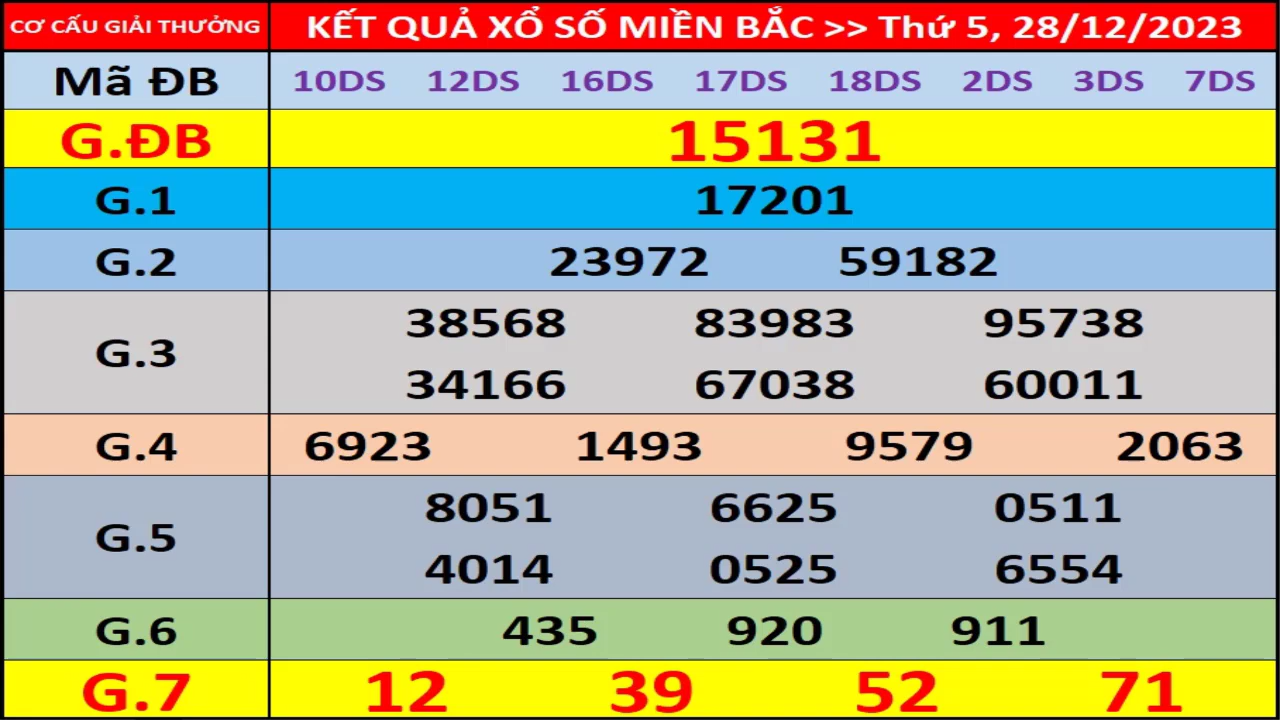 CƠ CẤU GIẢI THƯỞNG KẾT QUẢ XỔ SỐ MIỀN BẮC >> Thứ 5, 28/12/2023
Mã ĐB 10DS 12DS 16DS 17DS 18DS 2DS 3DS 7DS
G.ĐB 15131
G.1 17201
G.2 23972 59182
G.3
38568 83983 95738
34166 67038 60011
G.4 6923 1493 9579 2063
G.5
8051 6625 0511
4014 0525 6554
G.6 435 920 911
G.7 12 39 52 71